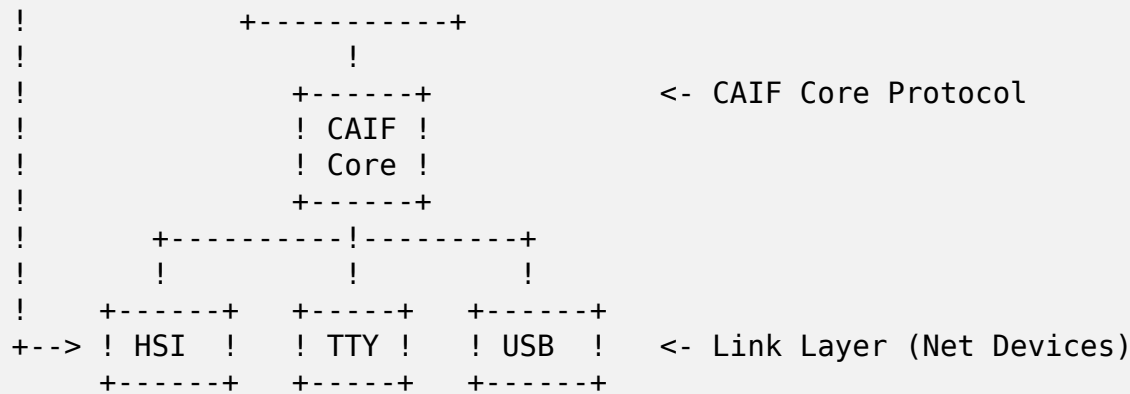 !            +-----------+
!                  !
!              +------+              <- CAIF Core Protocol
!              ! CAIF !
!              ! Core !
!              +------+
!       +----------!---------+
!       !          !         !
!    +------+   +-----+   +------+
+--> ! HSI  !   ! TTY !   ! USB  !   <- Link Layer (Net Devices)
     +------+   +-----+   +------+